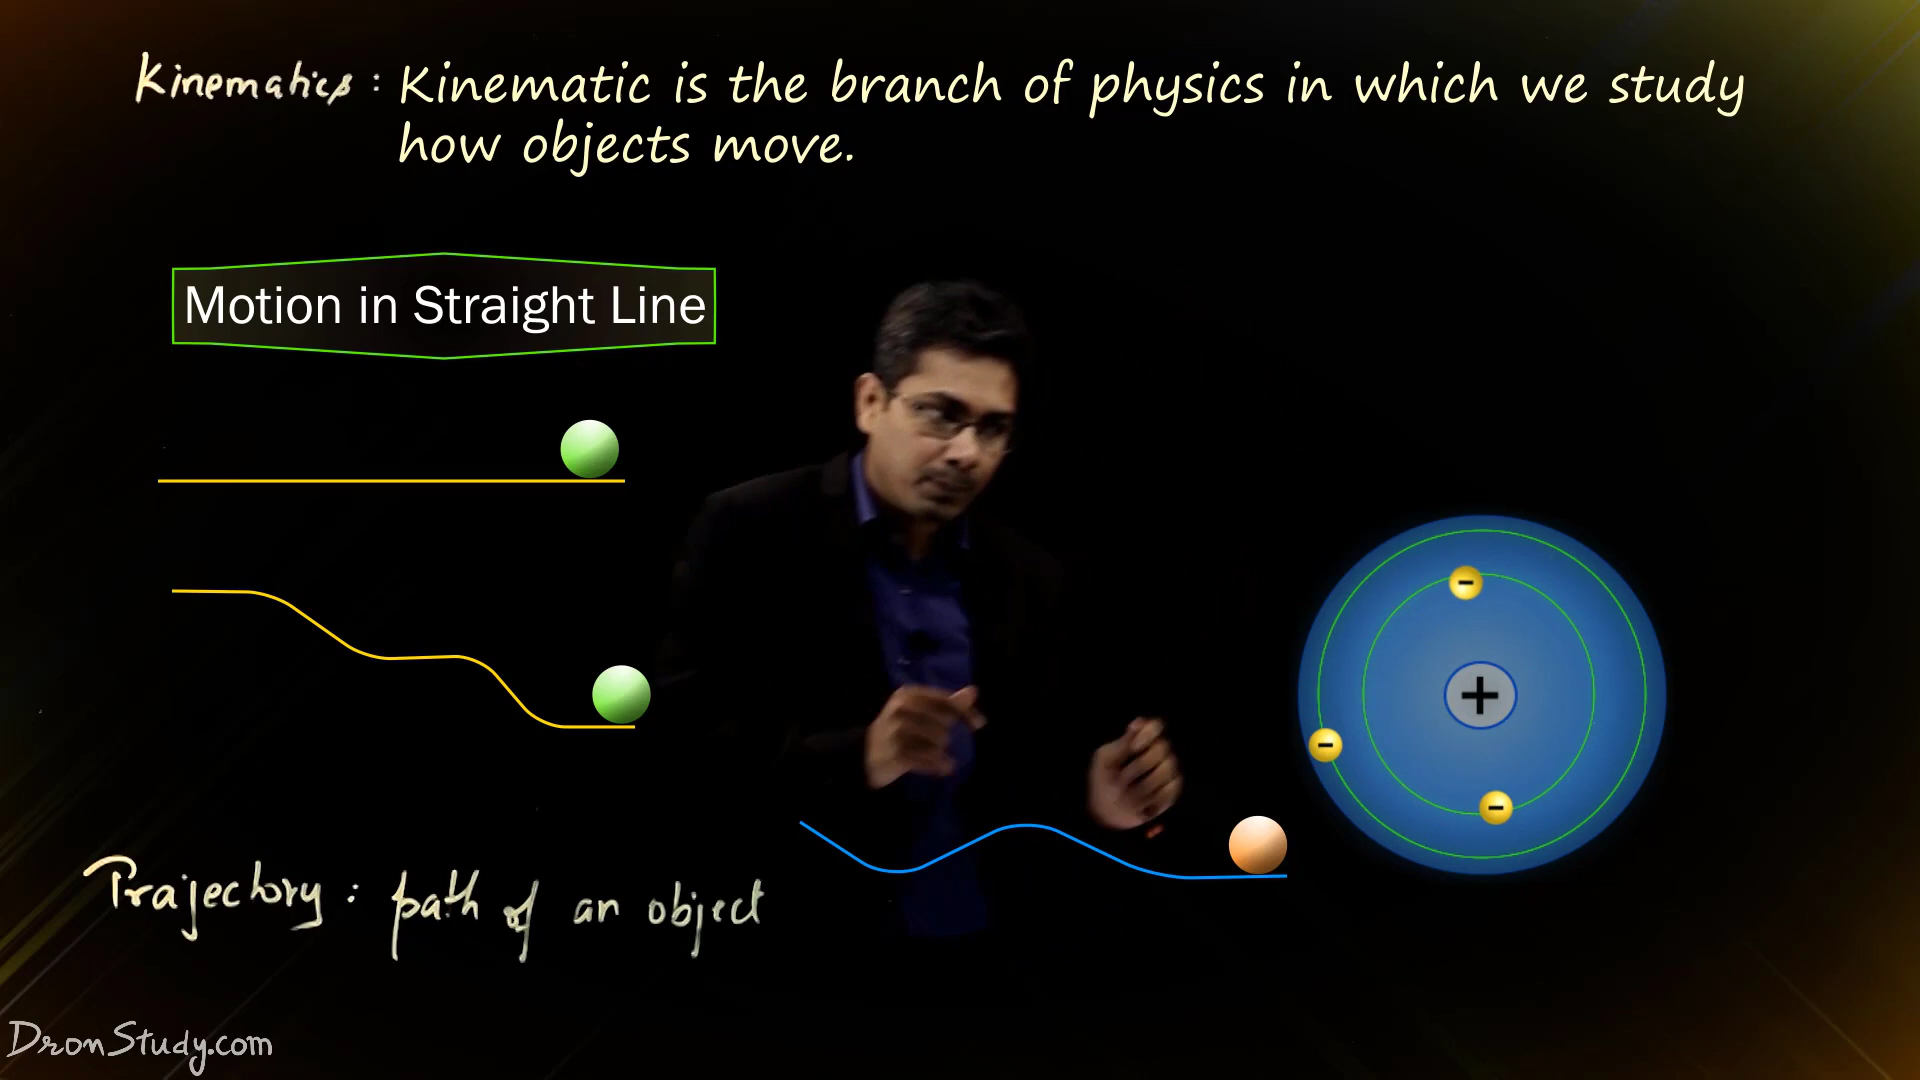 Kinematics : Kinematic is the branch of physics in which we study
how objects move.
Motion in Straight Line
+
-
-
-
Trajectory : path of an object
DronStudy.com